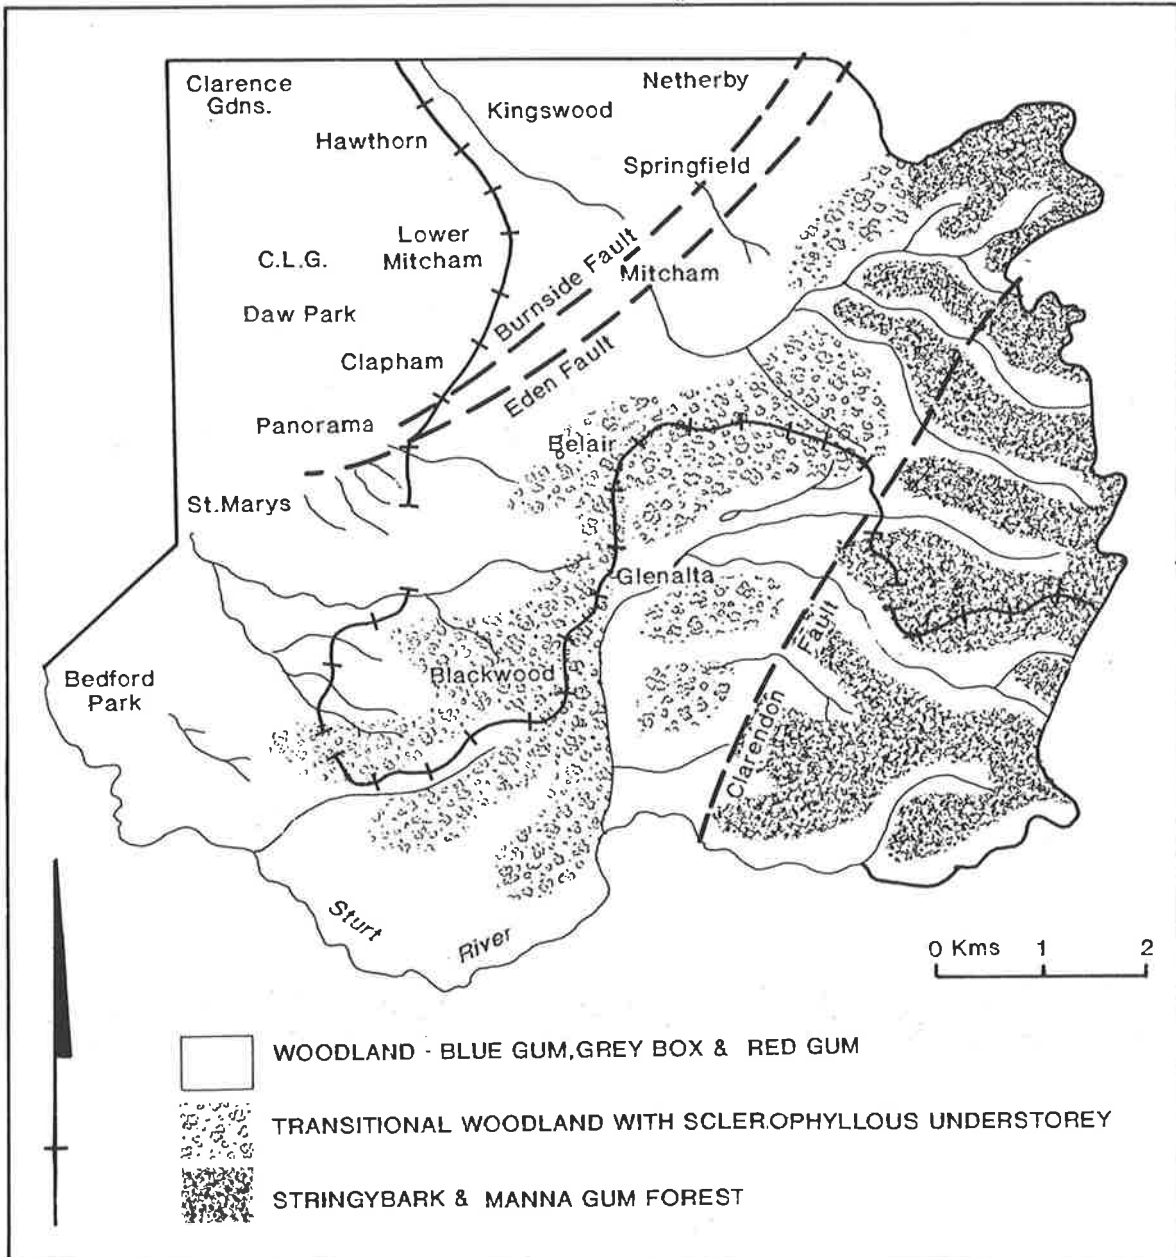 Clarence
Gdns.
Netherby
Kingswood
Hawthorn
Springfield
Lower
Mitcham
C.L.G.
Mitcham
Burnside Fault
Daw Park
Clapham
Eden Fault
Panorama
Belair
St.Marys
Glenalta
Bedford
Park
Blackwood
Clarendon Fault
Sturt River
0 Kms 1 2
WOODLAND - BLUE GUM,GREY BOX & RED GUM
TRANSITIONAL WOODLAND WITH SCLEROPHYLLOUS UNDERSTOREY
STRINGYBARK & MANNA GUM FOREST